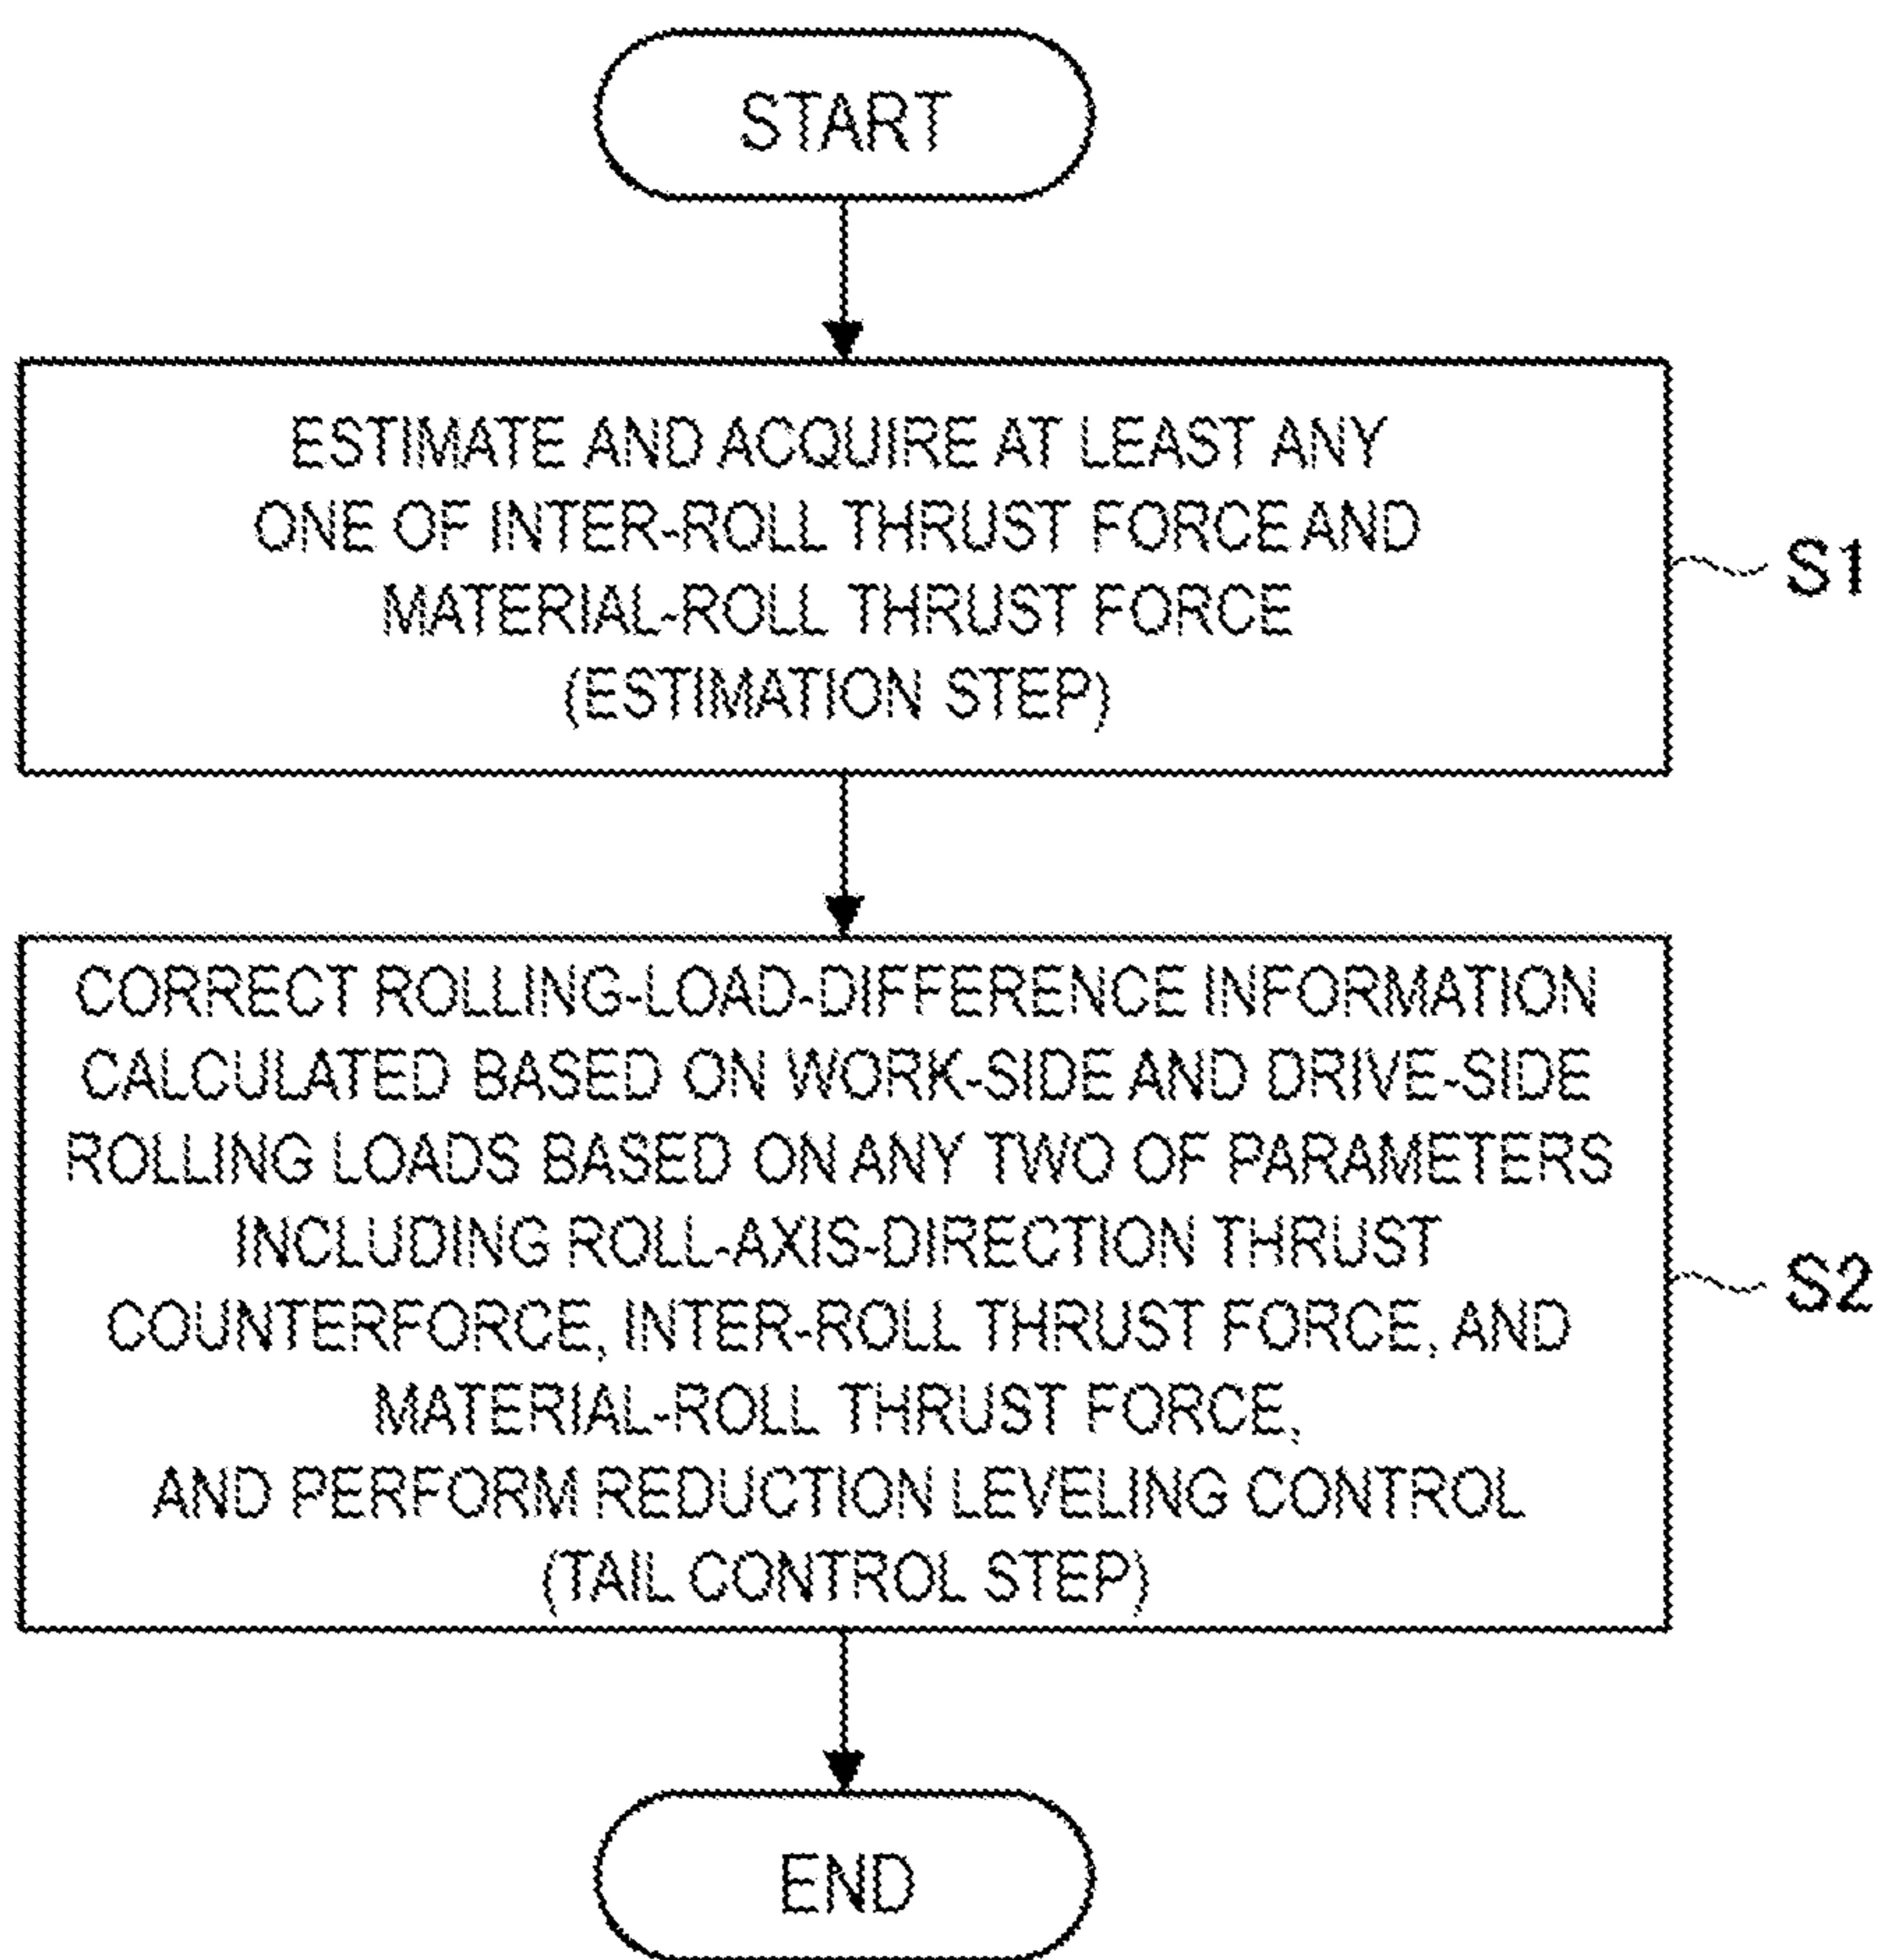 START
ESTIMATE AND ACQUIRE AT LEAST ANY
ONE OF INTER-ROLL THRUST FORCE AND
MATERIAL-ROLL THRUST FORCE
(ESTIMATION STEP)
S1
CORRECT ROLLING-LOAD-DIFFERENCE INFORMATION
CALCULATED BASED ON WORK-SIDE AND DRIVE-SIDE
ROLLING LOADS BASED ON ANY TWO OF PARAMETERS
INCLUDING ROLL-AXIS-DIRECTION THRUST
COUNTERFORCE, INTER-ROLL THRUST FORCE, AND
MATERIAL-ROLL THRUST FORCE,
AND PERFORM REDUCTION LEVELING CONTROL
(TAIL CONTROL STEP)
S2
END